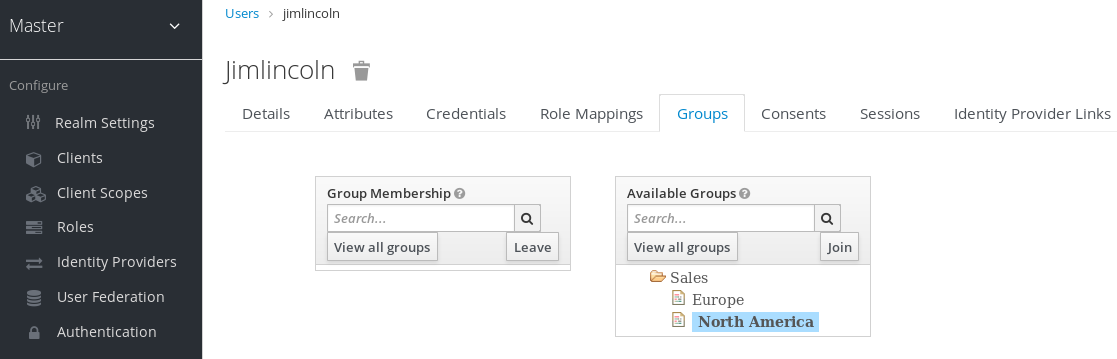 Master
Configure
Realm Settings
Clients
Client Scopes
Roles
Identity Providers
User Federation
Authentication
Users > jimlincoln
Jimlincoln
Details Attributes Credentials Role Mappings Groups Consents Sessions Identity Provider Links
Group Membership ?
Search...
View all groups Leave
Available Groups ?
Search...
View all groups Join
Sales
Europe
North America